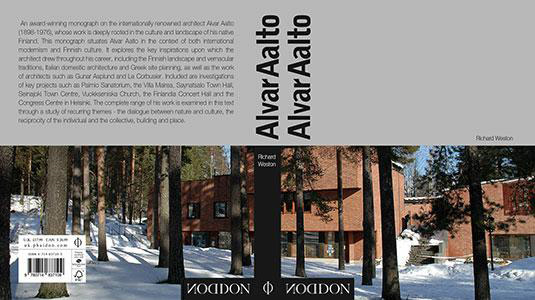 An award-winning monograph on the internationally renowned architect Alvar Aalto
(1898-1976), whose work is deeply rooted in the culture and landscape of his native
Finland. This monograph situates Alvar Aalto in the context of both international
modernism and Finnish culture. It explores the key inspirations upon which the
architect drew throughout his career, including the Finnish landscape and vernacular
traditions, Italian domestic architecture and Greek site planning, as well as the work
of architects such as Gunar Asplund and Le Corbusier. Included are investigations
of key projects such as Paimio Sanatorium, the Villa Mairea, Saynatsalo Town Hall,
Seinajoki Town Centre, Vuoksenniska Church, the Finlandia Concert Hall and the
Congress Centre in Helsinki. The complete range of his work is examined in this text
through a study of recurring themes - the dialogue between nature and culture, the
reciprocity of the individual and the collective, building and place.
Alvar Aalto
Alvar Aalto
Richard Weston
Richard
Weston
uk.phaidon.com
NODDON
Φ
NODDON